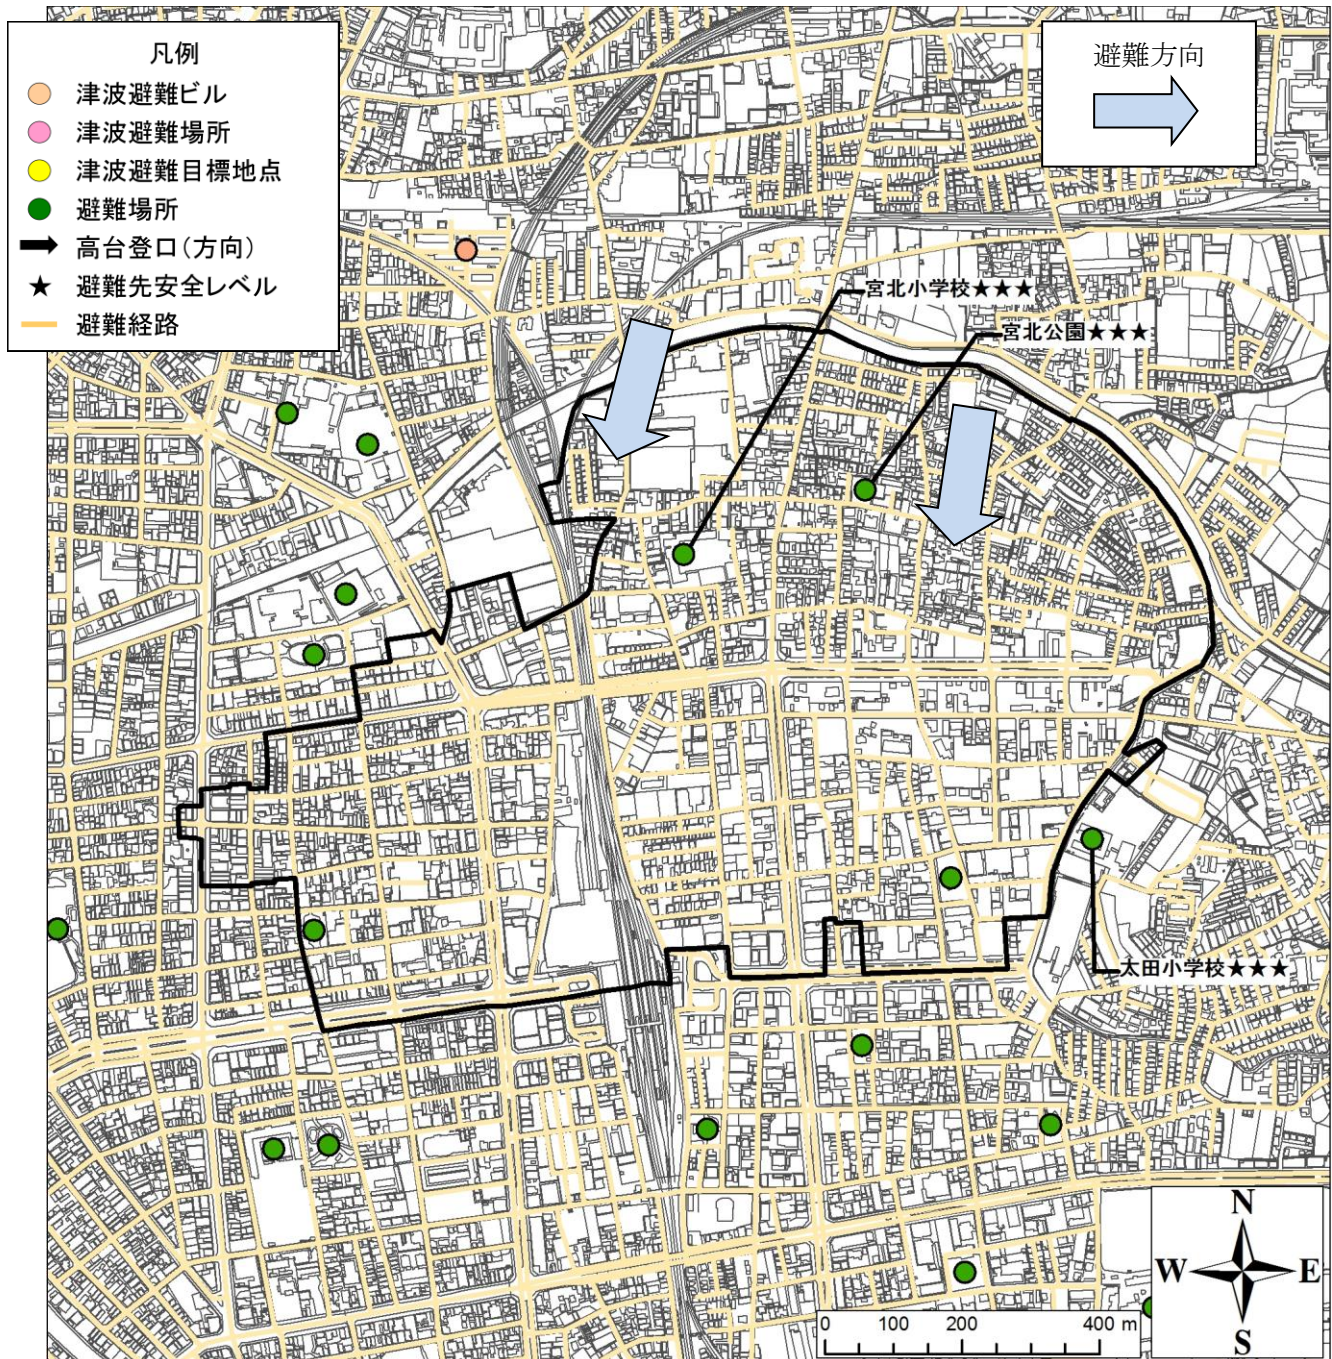 凡例
津波避難ビル
津波避難場所
津波避難目標地点
避難場所
高台登口(方向)
★ 避難先安全レベル
避難経路
避難方向
宮北小学校★★★
宮北公園★★★
太田小学校★★★
N
W E
S
0 100 200 400 m